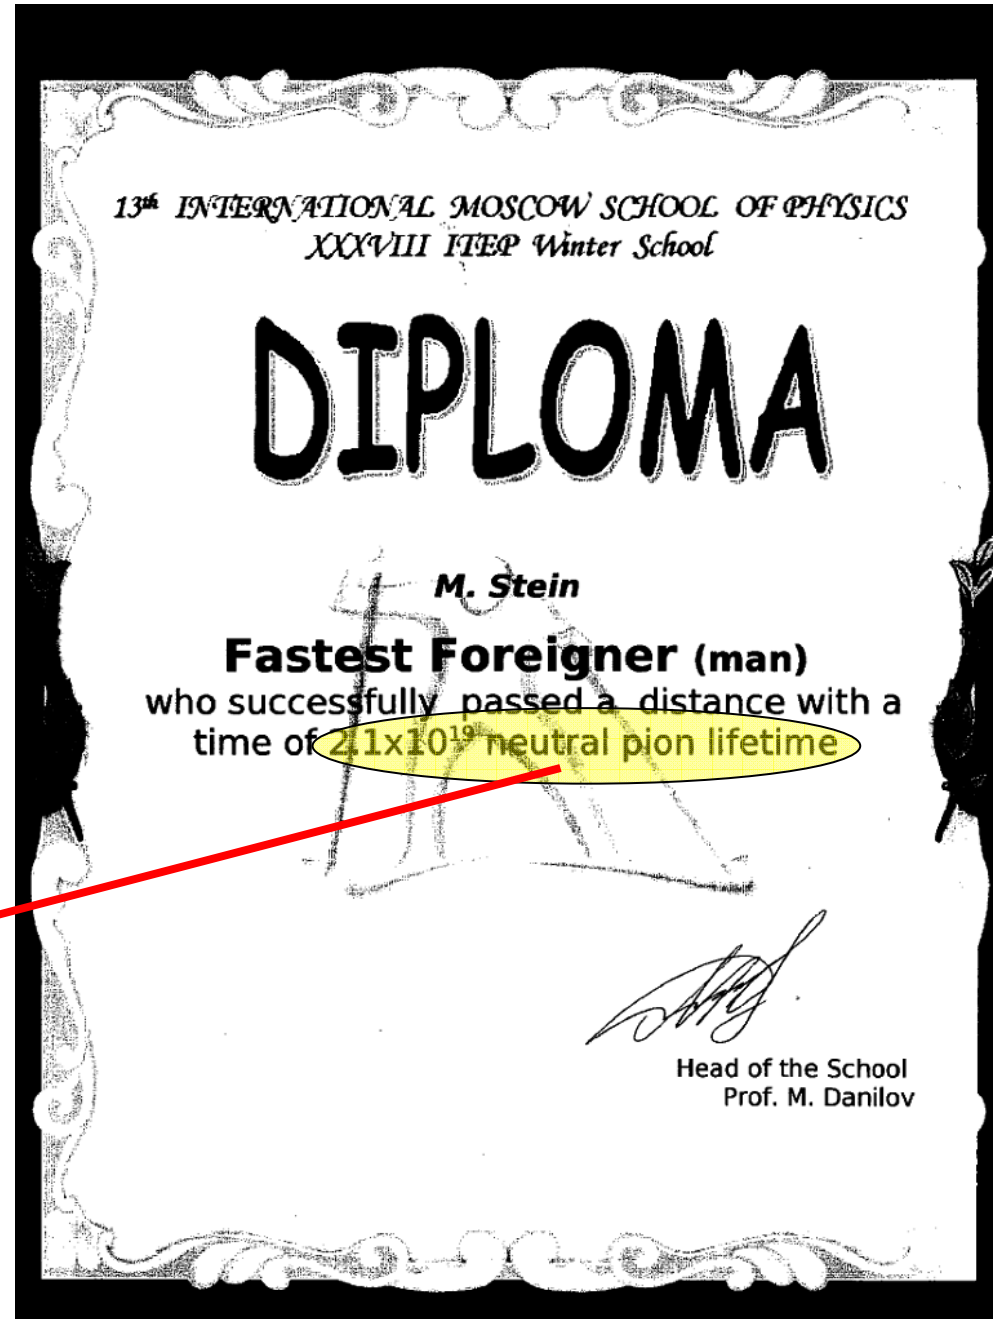 13th INTERNATIONAL MOSCOW SCHOOL OF PHYSICS
XXXVIII ITEP Winter School
DIPLOMA
M. Stein
Fastest Foreigner (man)
who successfully passed a distance with a
time of 2.1x10¹⁹ neutral pion lifetime
Head of the School
Prof. M. Danilov